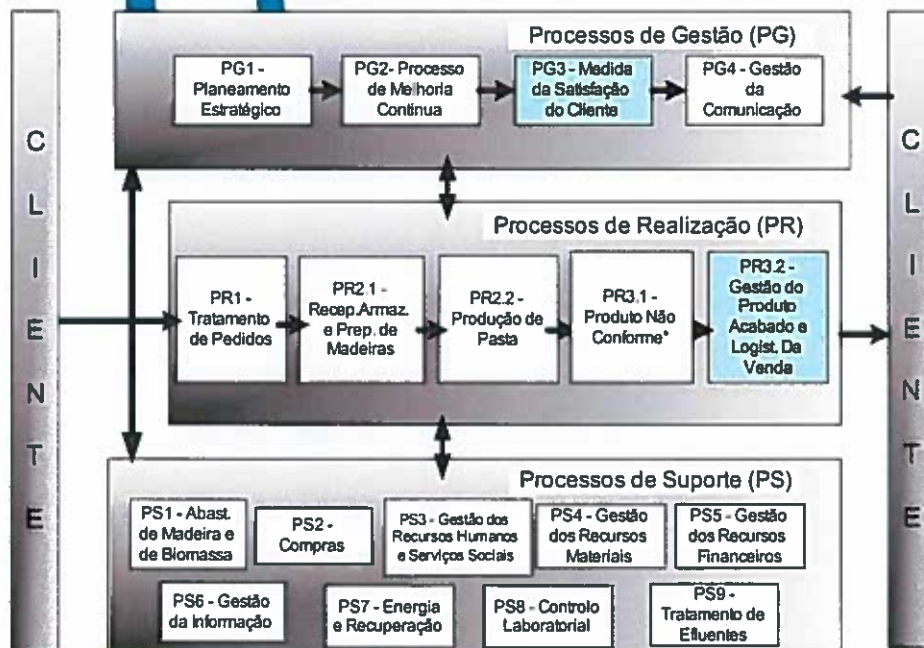 Processos de Gestão (PG)
PG1 -
Planeamento
Estratégico
PG2- Processo
de Melhoria
Continua
PG3 - Medida
da Satisfação
do Cliente
PG4 - Gestão
da
Comunicação
C
L
I
E
N
T
E
Processos de Realização (PR)
PR1 -
Tratamento
de Pedidos
PR2.1 -
Recep.Armaz.
e Prep. de
Madeiras
PR2.2 -
Produção de
Pasta
PR3.1 -
Produto Não
Conforme*
PR3.2 -
Gestão do
Produto
Acabado e
Logist. Da
Venda
C
L
I
E
N
T
E
Processos de Suporte (PS)
PS1 - Abast.
de Madeira e
de Biomassa
PS2 -
Compras
PS3 - Gestão dos
Recursos Humanos
e Serviços Sociais
PS4 - Gestão
dos Recursos
Materiais
PS5 - Gestão
dos Recursos
Financeiros
PS6 - Gestão
da Informação
PS7 - Energia
e Recuperação
PS8 - Controlo
Laboratorial
PS9 -
Tratamento de
Efluentes